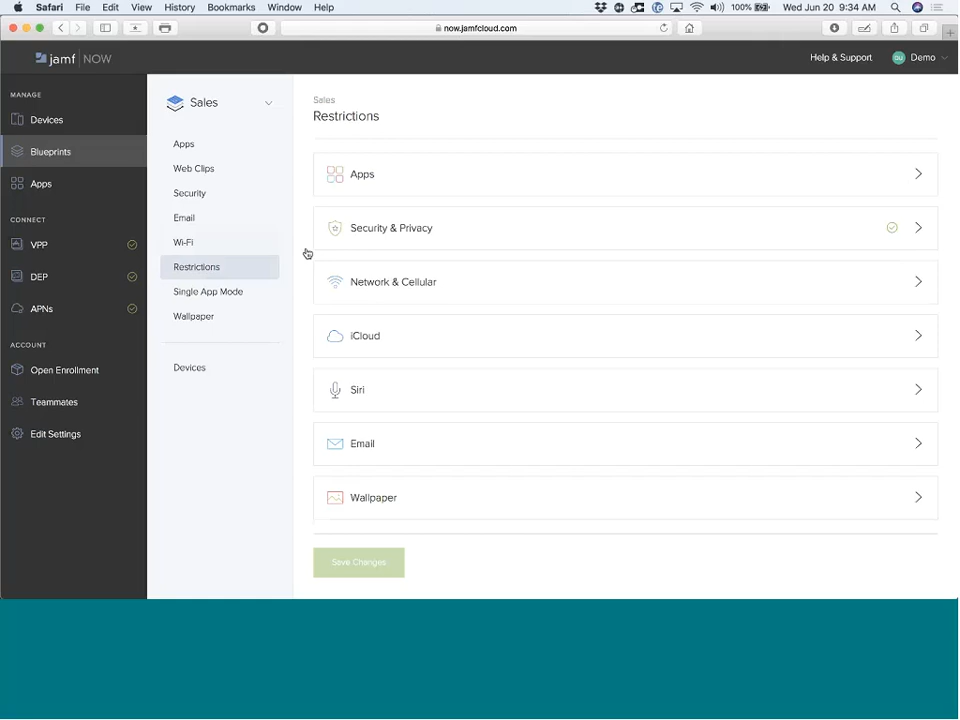 Safari File Edit View History Bookmarks Window Help 100% Wed Jun 20 9:34 AM
now.jamfcloud.com
jamf NOW Help & Support DU Demo
MANAGE
Devices
Blueprints
Apps
CONNECT
VPP
DEP
APNs
ACCOUNT
Open Enrollment
Teammates
Edit Settings
Sales
Apps
Web Clips
Security
Email
Wi-Fi
Restrictions
Single App Mode
Wallpaper
Devices
Sales
Restrictions
Apps
Security & Privacy
Network & Cellular
iCloud
Siri
Email
Wallpaper
Save Changes